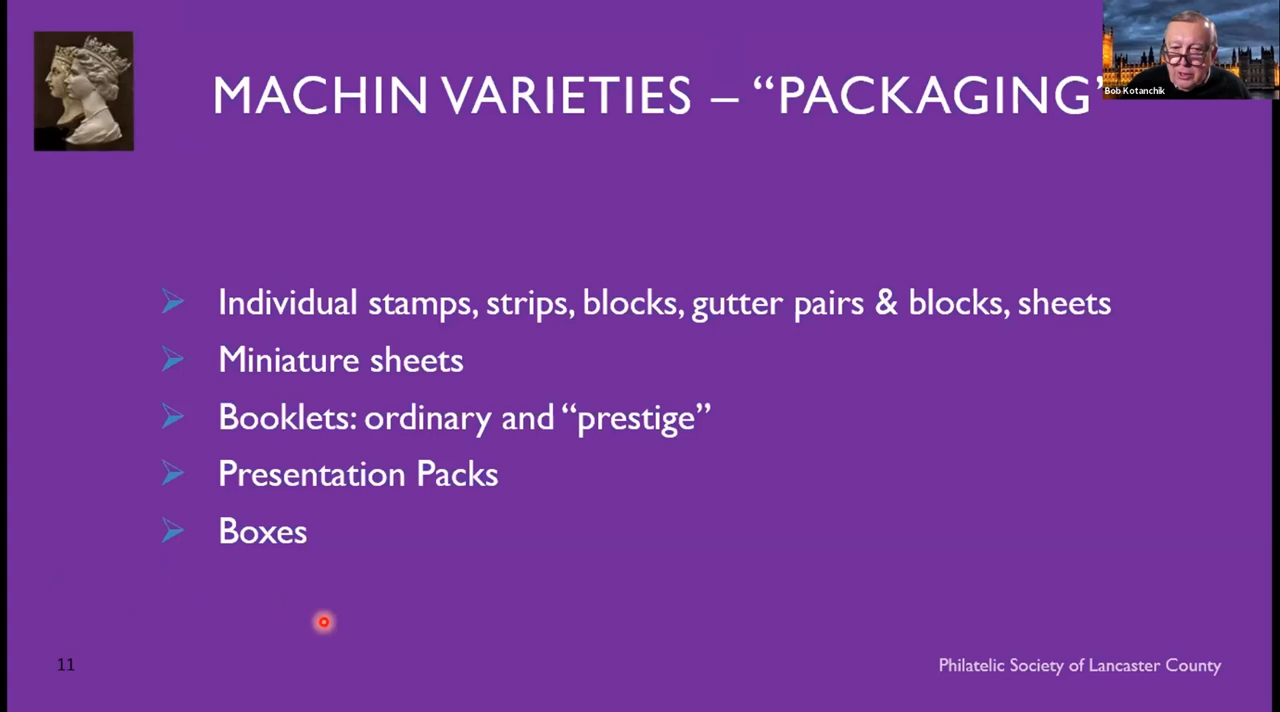 MACHIN VARIETIES – “PACKAGING”
Bob Kotanchik
Individual stamps, strips, blocks, gutter pairs & blocks, sheets
Miniature sheets
Booklets: ordinary and “prestige”
Presentation Packs
Boxes
11
Philatelic Society of Lancaster County